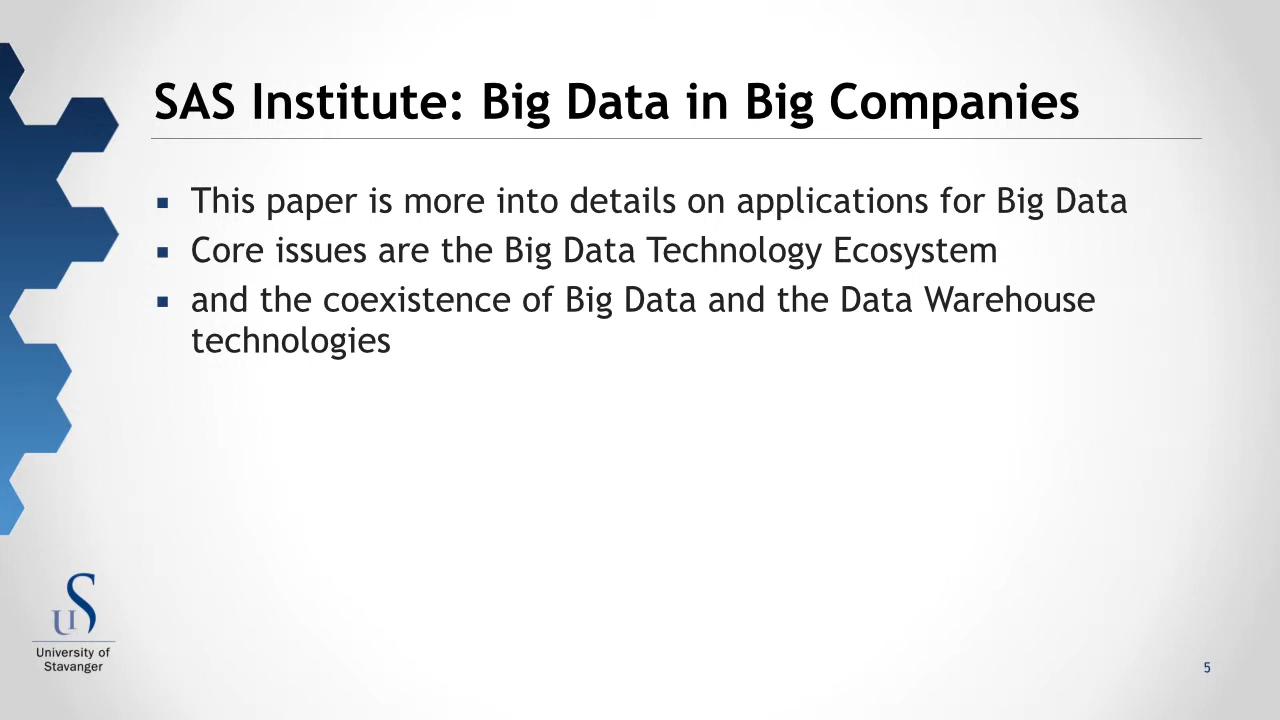 SAS Institute: Big Data in Big Companies
▪ This paper is more into details on applications for Big Data
▪ Core issues are the Big Data Technology Ecosystem
▪ and the coexistence of Big Data and the Data Warehouse
technologies
US
University of
Stavanger
5